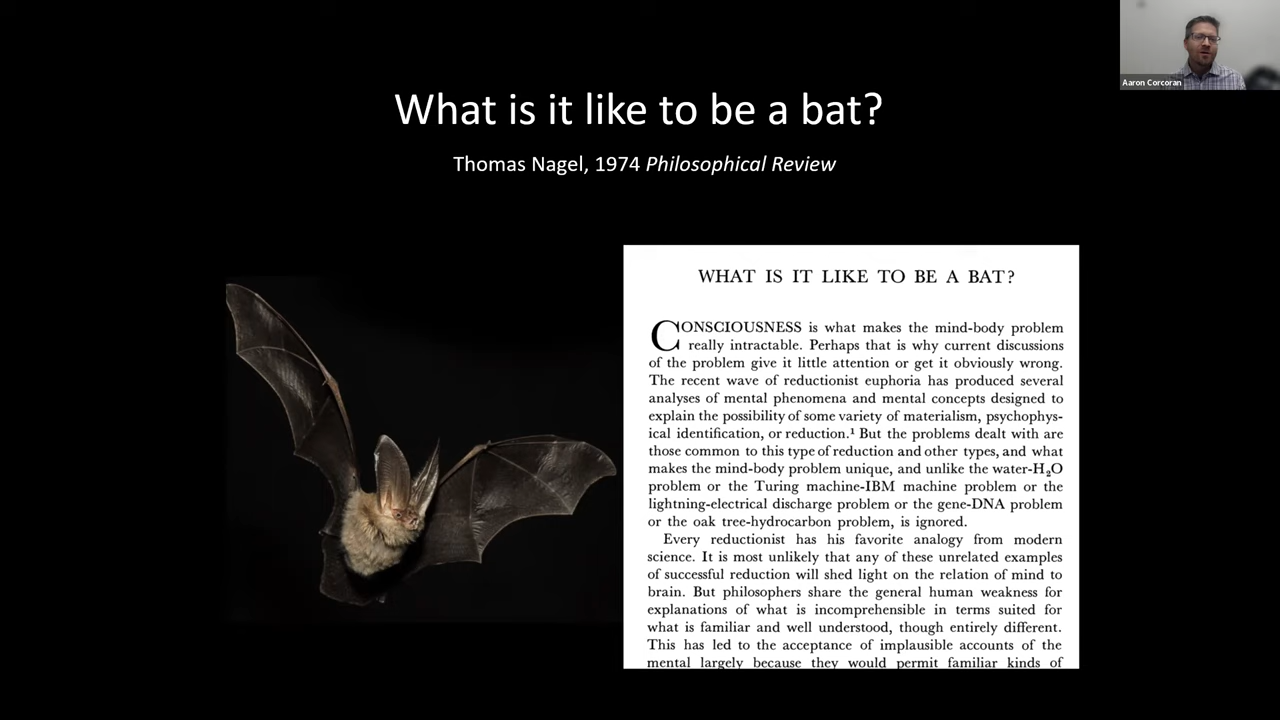 Aaron Corcoran
What is it like to be a bat?
Thomas Nagel, 1974 Philosophical Review
WHAT IS IT LIKE TO BE A BAT?
CONSCIOUSNESS is what makes the mind-body problem
really intractable. Perhaps that is why current discussions
of the problem give it little attention or get it obviously wrong.
The recent wave of reductionist euphoria has produced several
analyses of mental phenomena and mental concepts designed to
explain the possibility of some variety of materialism, psychophys-
ical identification, or reduction.¹ But the problems dealt with are
those common to this type of reduction and other types, and what
makes the mind-body problem unique, and unlike the water-H₂O
problem or the Turing machine-IBM machine problem or the
lightning-electrical discharge problem or the gene-DNA problem
or the oak tree-hydrocarbon problem, is ignored.
Every reductionist has his favorite analogy from modern
science. It is most unlikely that any of these unrelated examples
of successful reduction will shed light on the relation of mind to
brain. But philosophers share the general human weakness for
explanations of what is incomprehensible in terms suited for
what is familiar and well understood, though entirely different.
This has led to the acceptance of implausible accounts of the
mental largely because they would permit familiar kinds of